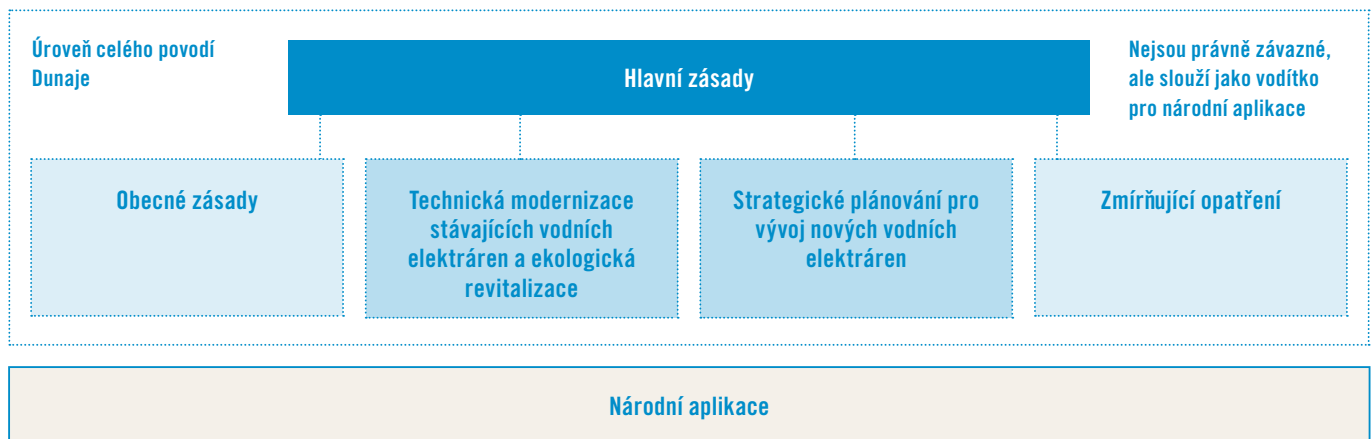 Úroveň celého povodí
Dunaje
Hlavní zásady
Nejsou právně závazné,
ale slouží jako vodítko
pro národní aplikace
Obecné zásady
Technická modernizace
stávajících vodních
elektráren a ekologická
revitalizace
Strategické plánování pro
vývoj nových vodních
elektráren
Zmírňující opatření
Národní aplikace